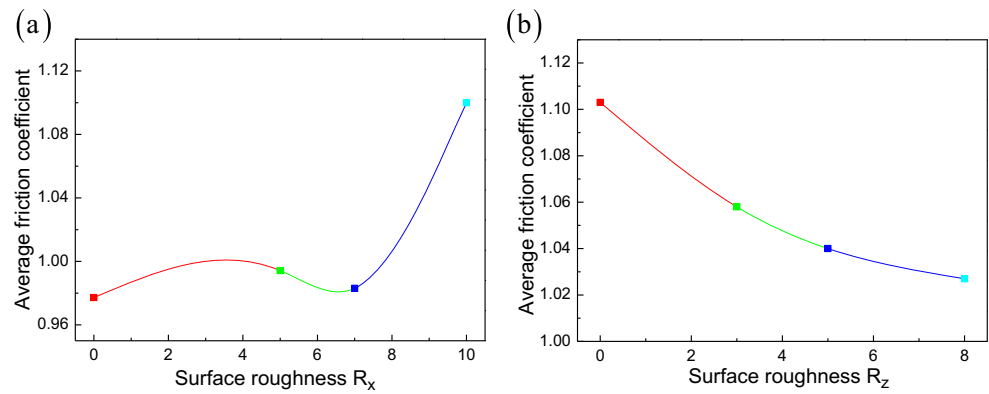 (a)
Average friction coefficient
1.12
1.08
1.04
1.00
0.96
0 2 4 6 8 10
Surface roughness Rx
(b)
Average friction coefficient
1.12
1.10
1.08
1.06
1.04
1.02
1.00
0 2 4 6 8
Surface roughness Rz